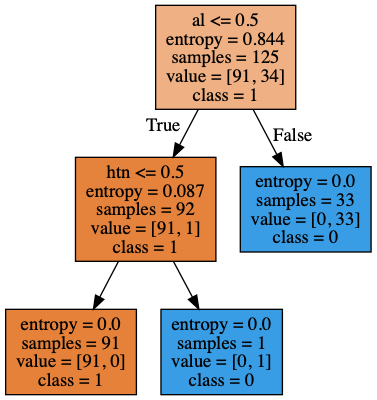 al <= 0.5
entropy = 0.844
samples = 125
value = [91, 34]
class = 1
True
False
htn <= 0.5
entropy = 0.087
samples = 92
value = [91, 1]
class = 1
entropy = 0.0
samples = 33
value = [0, 33]
class = 0
entropy = 0.0
samples = 91
value = [91, 0]
class = 1
entropy = 0.0
samples = 1
value = [0, 1]
class = 0